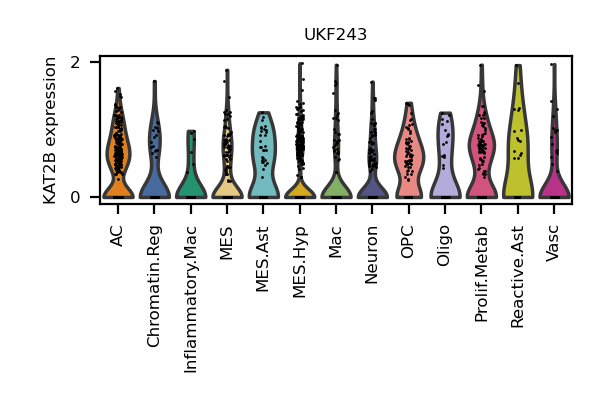 UKF243
KAT2B expression
2
0
AC
Chromatin.Reg
Inflammatory.Mac
MES
MES.Ast
MES.Hyp
Mac
Neuron
OPC
Oligo
Prolif.Metab
Reactive.Ast
Vasc